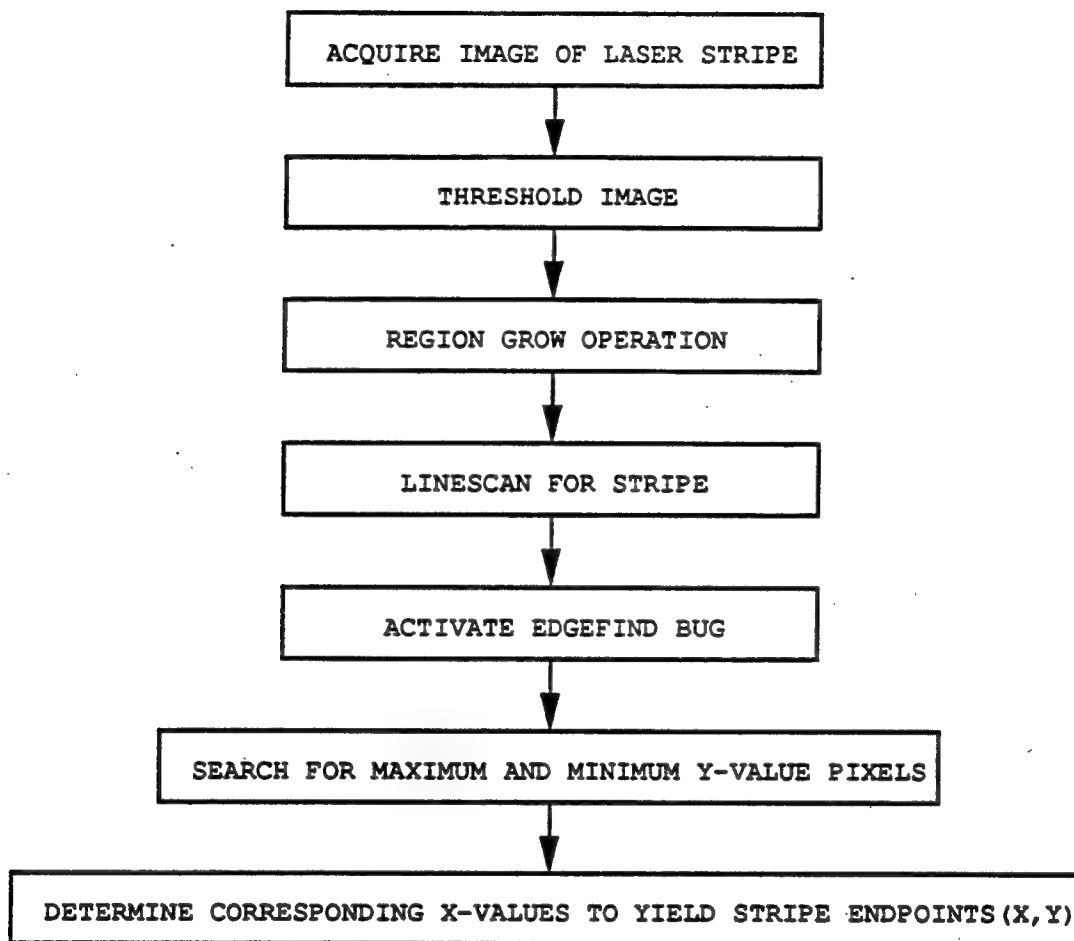 ACQUIRE IMAGE OF LASER STRIPE
THRESHOLD IMAGE
REGION GROW OPERATION
LINESCAN FOR STRIPE
ACTIVATE EDGEFIND BUG
SEARCH FOR MAXIMUM AND MINIMUM Y-VALUE PIXELS
DETERMINE CORRESPONDING X-VALUES TO YIELD STRIPE ENDPOINTS(X,Y)